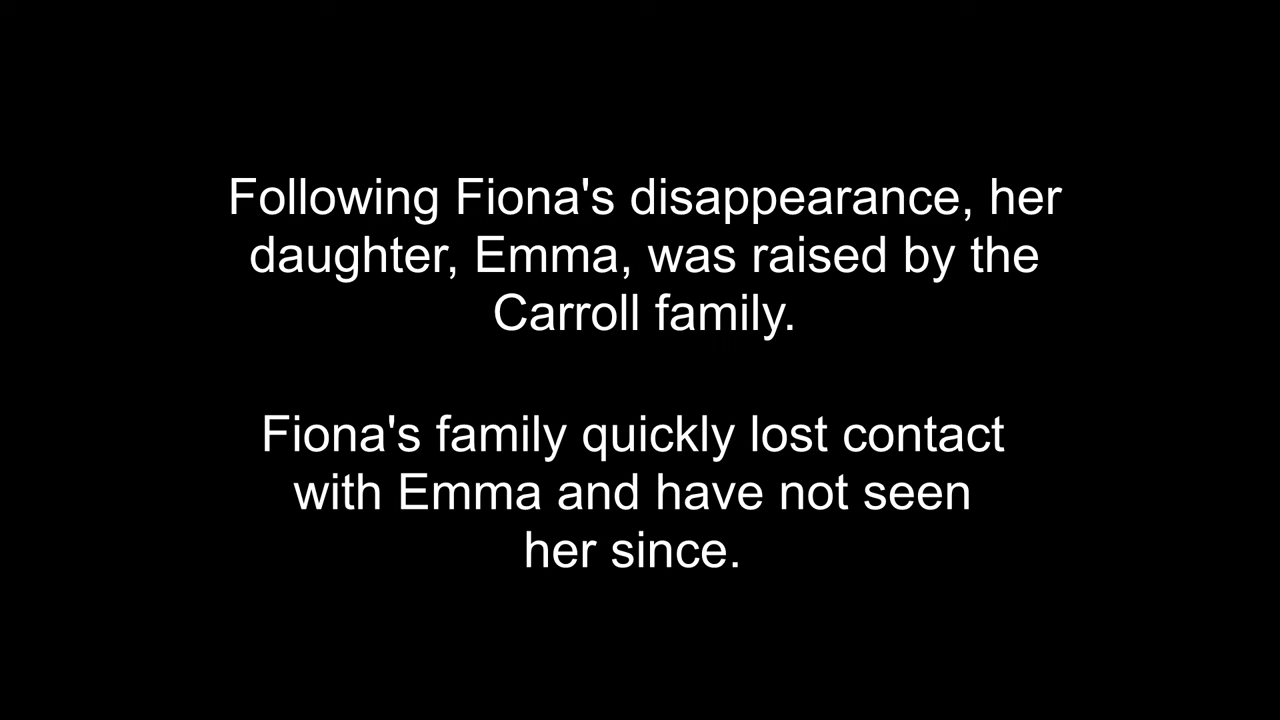 Following Fiona's disappearance, her
daughter, Emma, was raised by the
Carroll family.
Fiona's family quickly lost contact
with Emma and have not seen
her since.